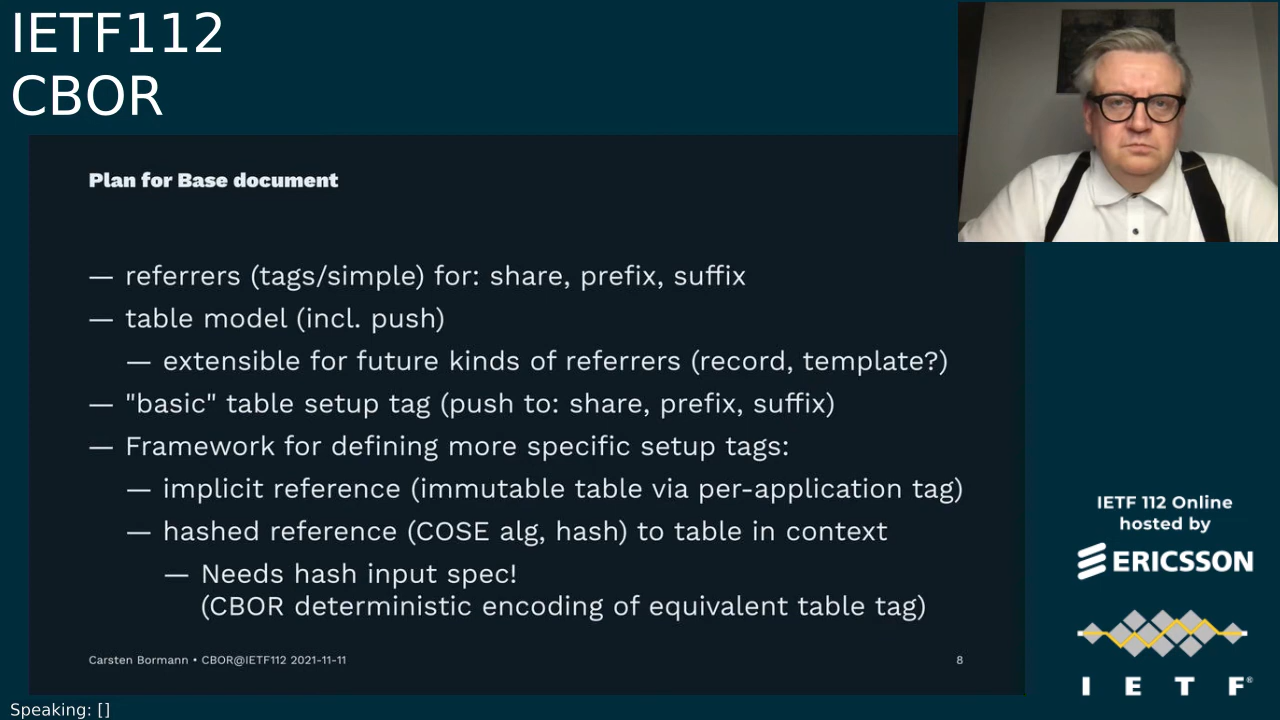 IETF112
CBOR
Plan for Base document
— referrers (tags/simple) for: share, prefix, suffix
— table model (incl. push)
— extensible for future kinds of referrers (record, template?)
— "basic" table setup tag (push to: share, prefix, suffix)
— Framework for defining more specific setup tags:
— implicit reference (immutable table via per-application tag)
— hashed reference (COSE alg, hash) to table in context
— Needs hash input spec!
(CBOR deterministic encoding of equivalent table tag)
Carsten Bormann • CBOR@IETF112 2021-11-11
8
IETF 112 Online
hosted by
ERICSSON
IETF®
Speaking: []